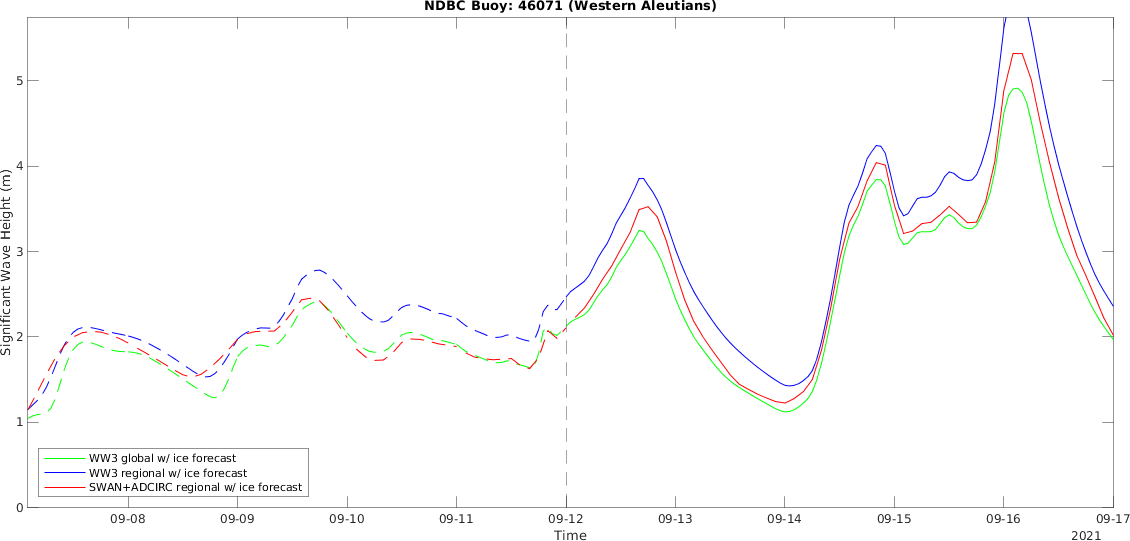 NDBC Buoy: 46071 (Western Aleutians)
Significant Wave Height (m)
5
4
3
2
1
0
WW3 global w/ ice forecast
WW3 regional w/ ice forecast
SWAN+ADCIRC regional w/ ice forecast
09-08 09-09 09-10 09-11 09-12 09-13 09-14 09-15 09-16 09-17
Time
2021